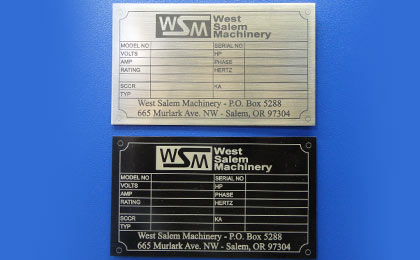 WSM West
Salem
Machinery
MODEL NO SERIAL NO
VOLTS HP
AMP PHASE
RATING HERTZ
SCCR KA
TYP
West Salem Machinery - P.O. Box 5288
665 Murlark Ave. NW - Salem, OR 97304
WSM West
Salem
Machinery
MODEL NO SERIAL NO
VOLTS HP
AMP PHASE
RATING HERTZ
SCCR KA
TYP
West Salem Machinery - P.O. Box 5288
665 Murlark Ave. NW - Salem, OR 97304